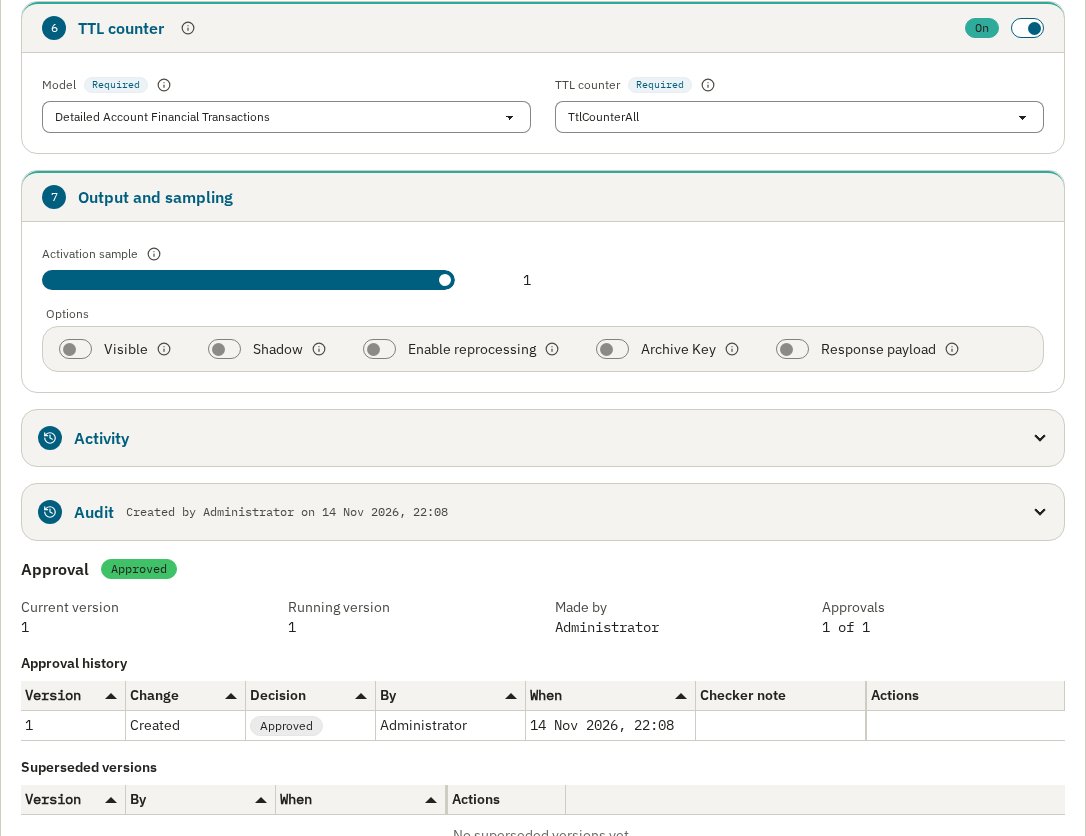 6 TTL counter On
Model Required TTL counter Required
Detailed Account Financial Transactions TtlCounterAll
7 Output and sampling
Activation sample
1
Options
Visible Shadow Enable reprocessing Archive Key Response payload
Activity
Audit Created by Administrator on 14 Nov 2026, 22:08
Approval Approved
Current version Running version Made by Approvals
1 1 Administrator 1 of 1
Approval history
Version Change Decision By When Checker note Actions
1 Created Approved Administrator 14 Nov 2026, 22:08
Superseded versions
Version By When Actions
No superseded versions yet